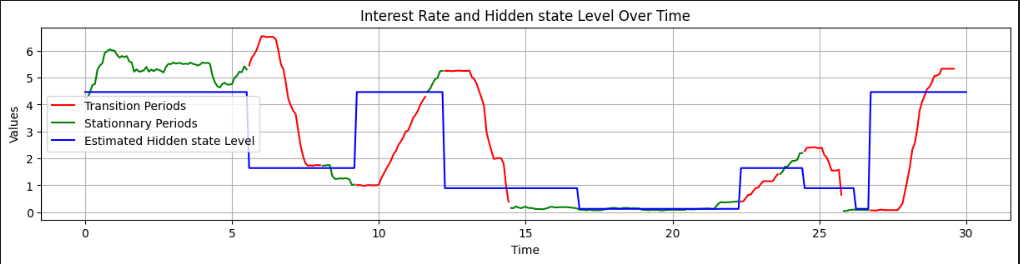 Interest Rate and Hidden state Level Over Time
Values
6
5
4
3
2
1
0
Transition Periods
Stationnary Periods
Estimated Hidden state Level
0
5
10
15
20
25
30
Time